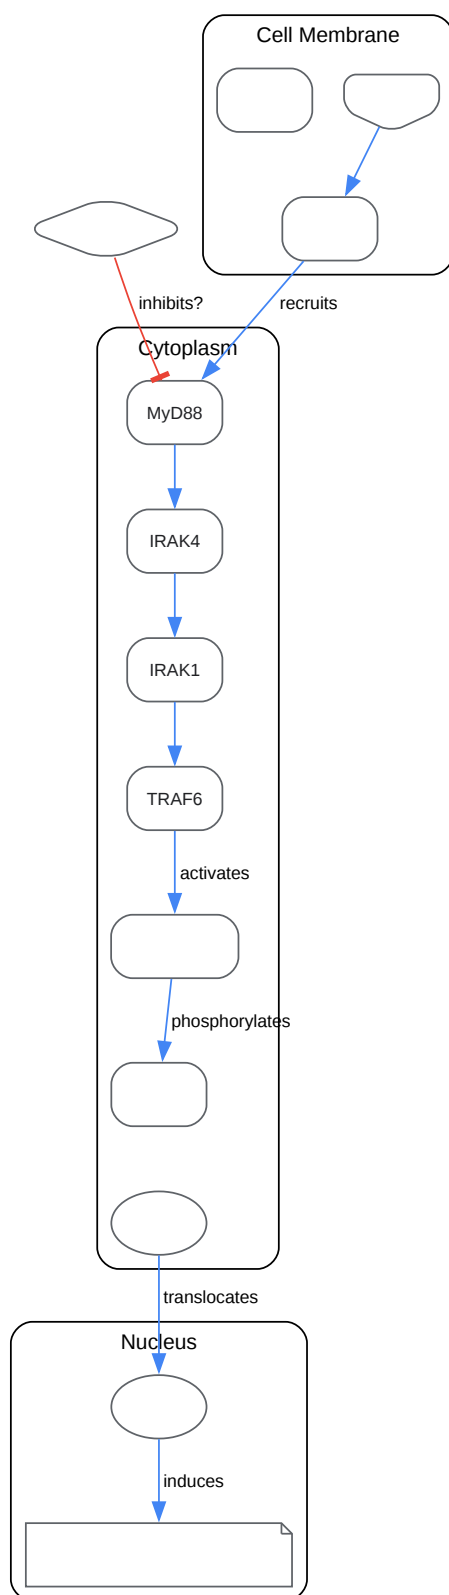 Cell Membrane
inhibits?
recruits
Cytoplasm
MyD88
IRAK4
IRAK1
TRAF6
activates
phosphorylates
translocates
Nucleus
induces